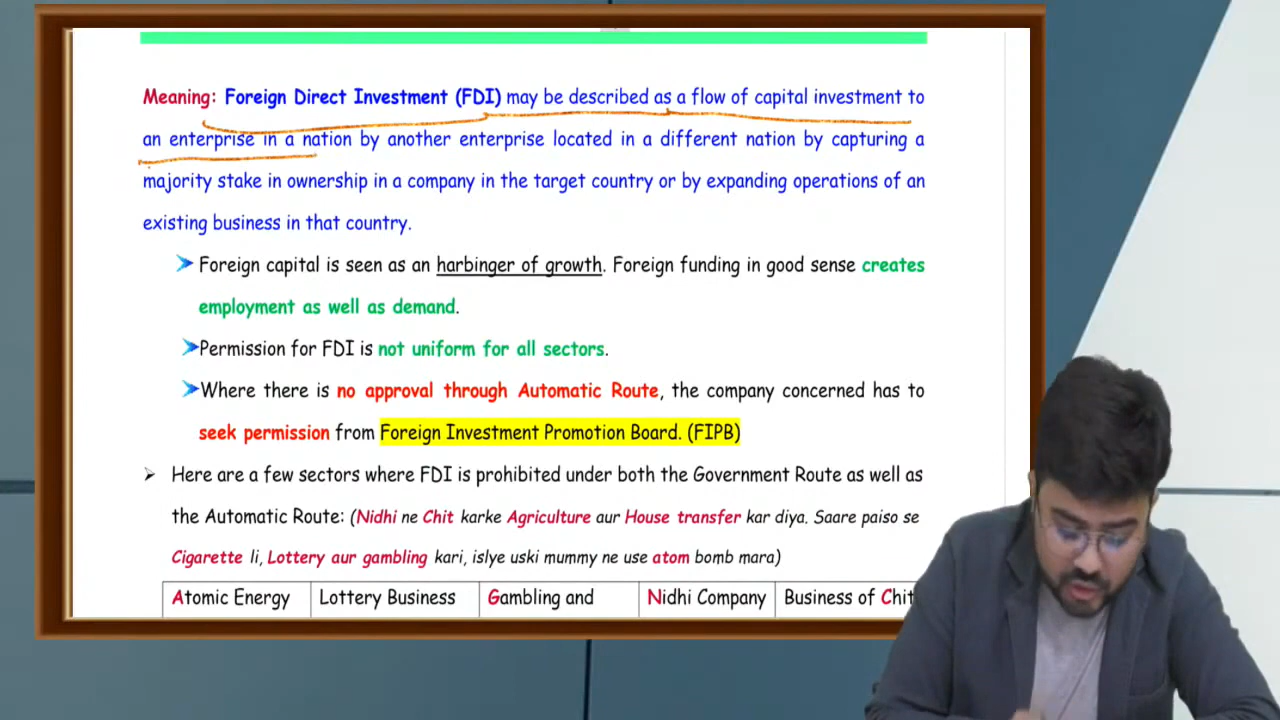 Meaning: Foreign Direct Investment (FDI) may be described as a flow of capital investment to
an enterprise in a nation by another enterprise located in a different nation by capturing a
majority stake in ownership in a company in the target country or by expanding operations of an
existing business in that country.
Foreign capital is seen as an harbinger of growth. Foreign funding in good sense creates
employment as well as demand.
Permission for FDI is not uniform for all sectors.
Where there is no approval through Automatic Route, the company concerned has to
seek permission from Foreign Investment Promotion Board. (FIPB)
Here are a few sectors where FDI is prohibited under both the Government Route as well as
the Automatic Route: (Nidhi ne Chit karke Agriculture aur House transfer kar diya. Saare paiso se
Cigarette li, Lottery aur gambling kari, islye uski mummy ne use atom bomb mara)
Atomic Energy Lottery Business Gambling and Nidhi Company Business of Chit